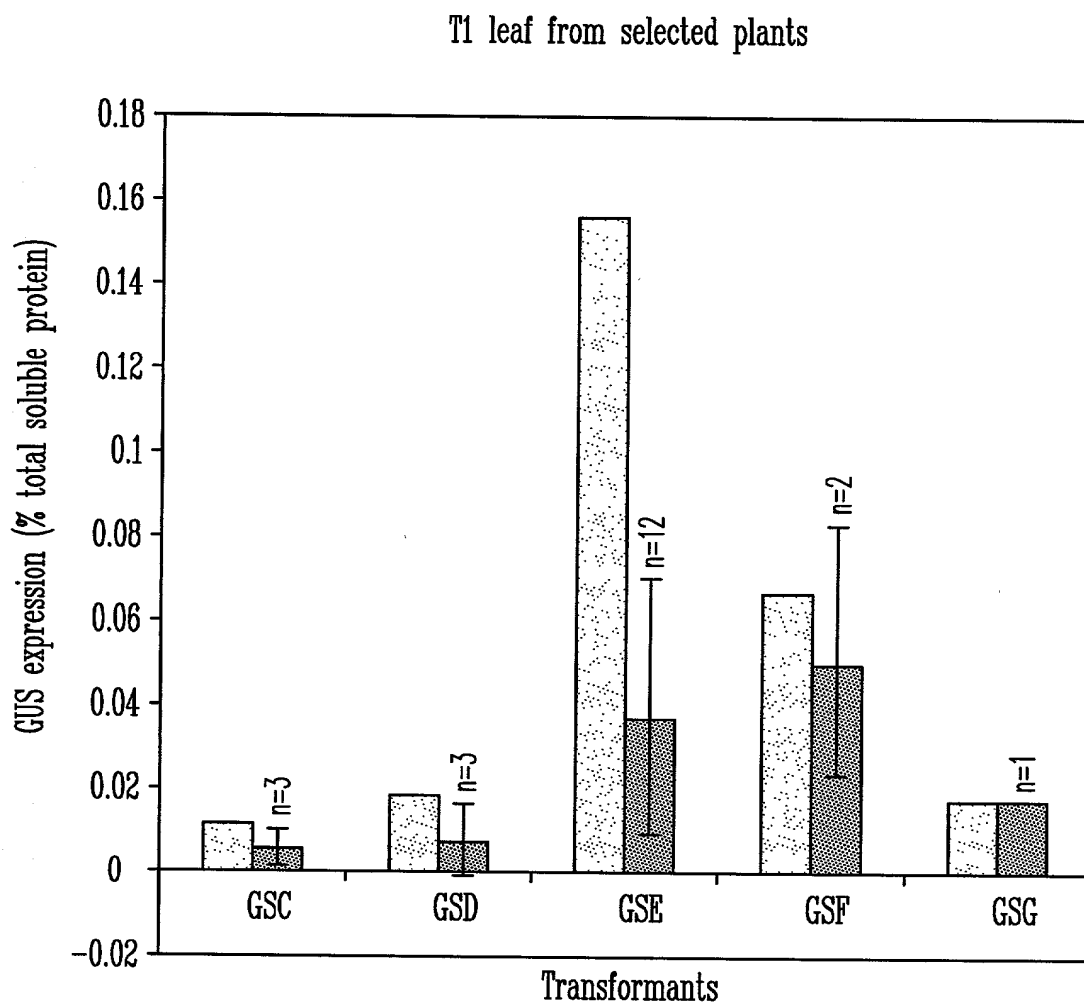 T1 leaf from selected plants
GUS expression (% total soluble protein)
0.18
0.16
0.14
0.12
0.1
0.08
0.06
0.04
0.02
0
−0.02
n=3
n=3
n=12
n=2
n=1
GSC
GSD
GSE
GSF
GSG
Transformants